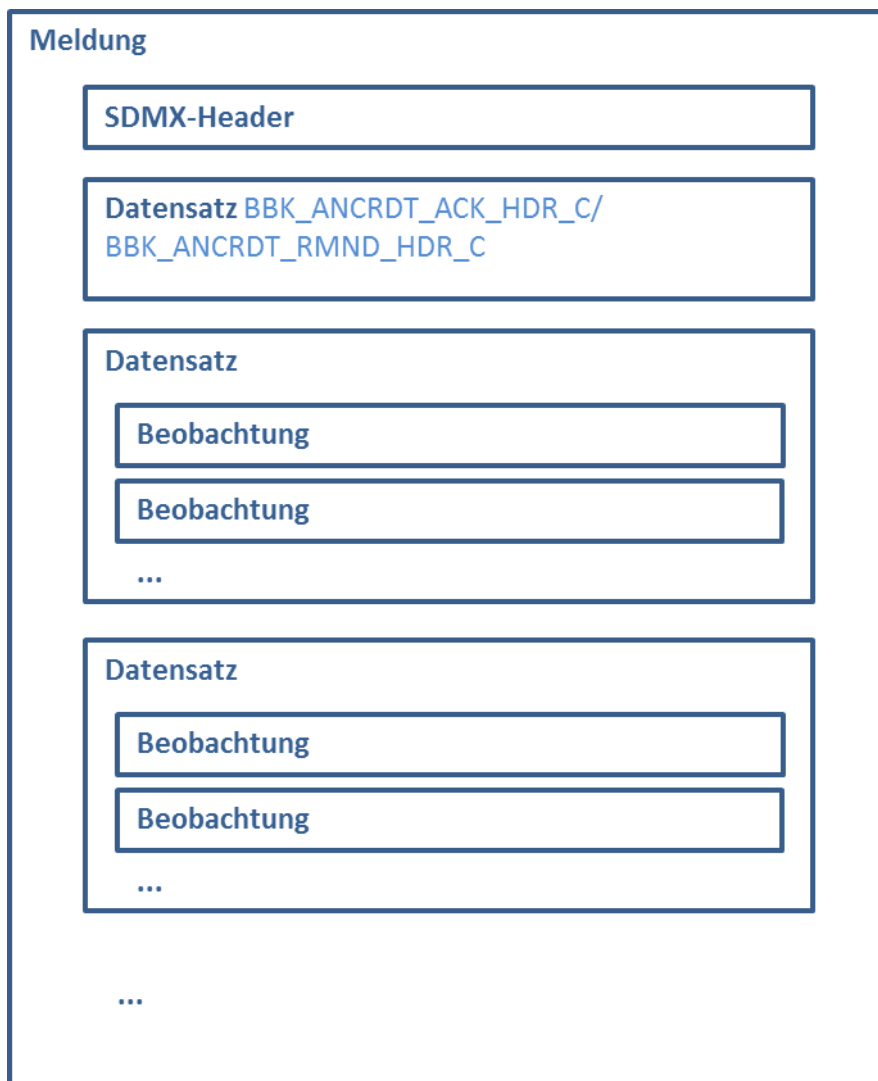 Meldung
SDMX-Header
Datensatz BBK_ANCRDT_ACK_HDR_C/
BBK_ANCRDT_RMND_HDR_C
Datensatz
Beobachtung
Beobachtung
...
Datensatz
Beobachtung
Beobachtung
...
...